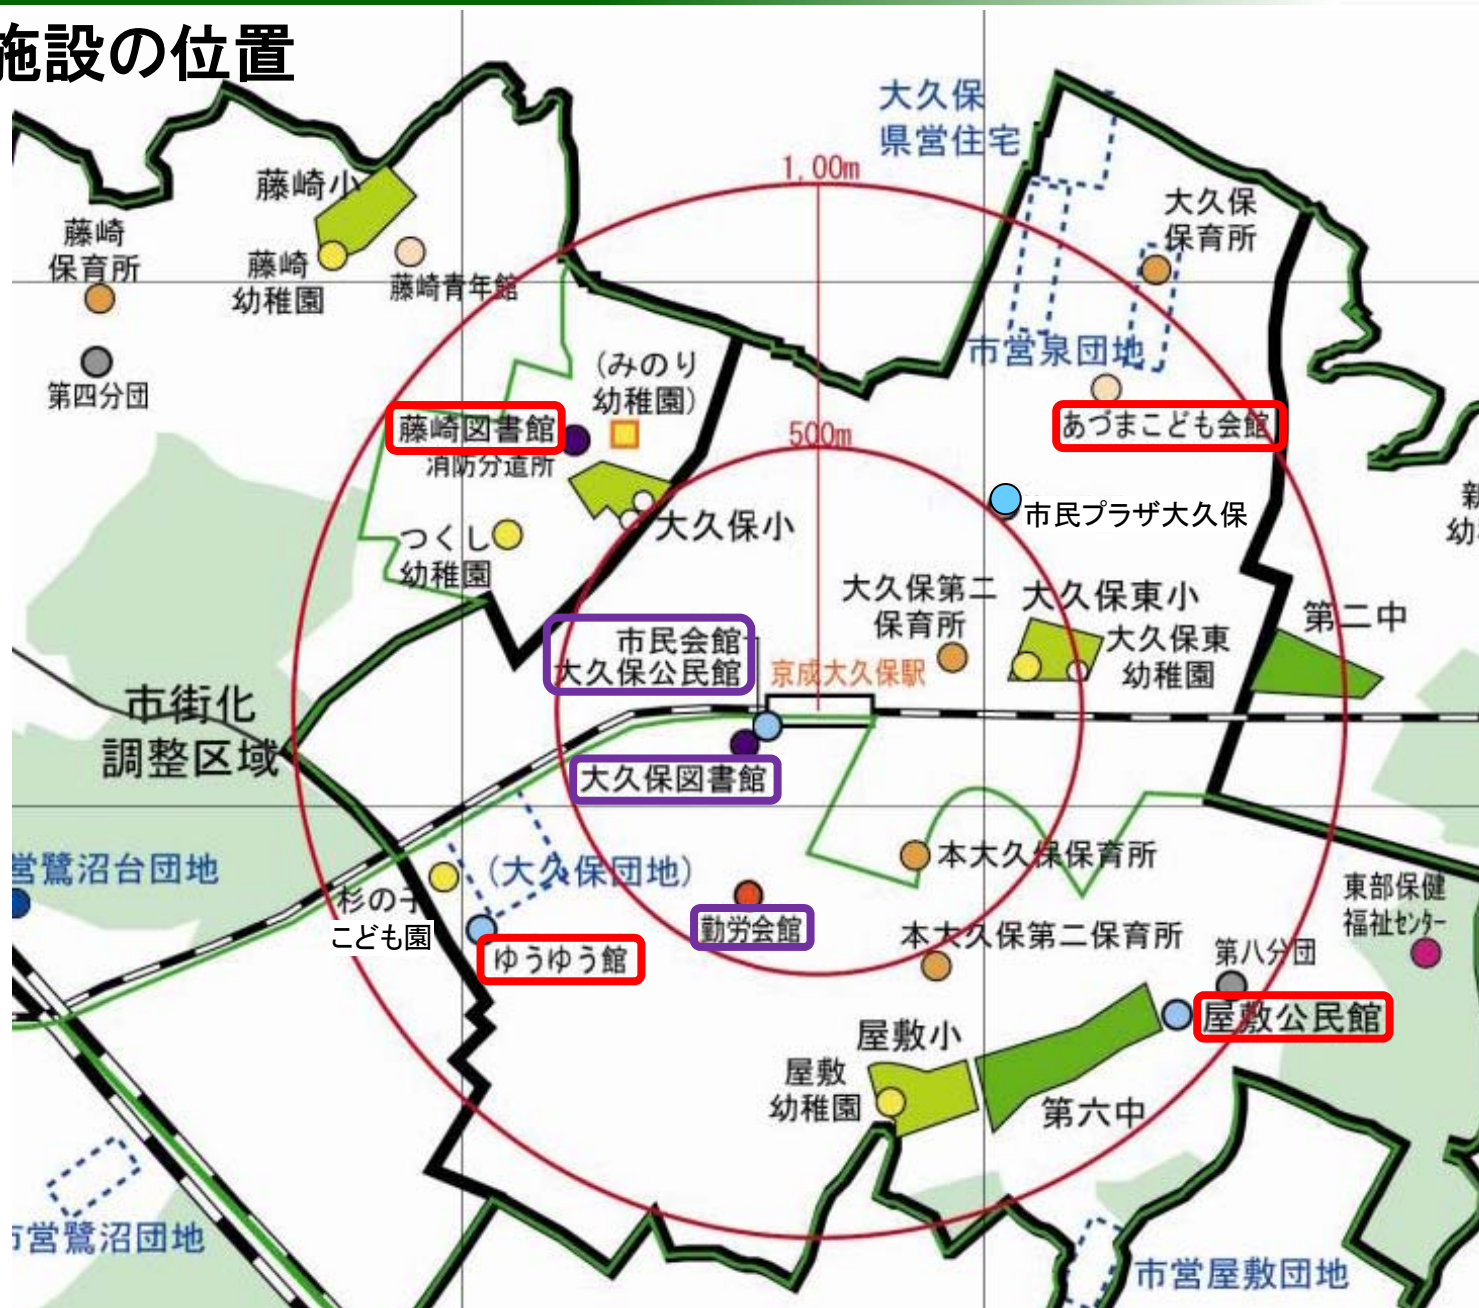 施設の位置
大久保
県営住宅
1,00m
藤崎小
大久保
保育所
藤崎
保育所
藤崎
幼稚園
藤崎青年館
市営泉団地
(みのり
幼稚園)
第四分団
藤崎図書館
あづまこども会館
500m
消防分遣所
市民プラザ大久保
大久保小
つくし
幼稚園
大久保第二
保育所
大久保東小
第二中
市民会館
大久保公民館
大久保東
幼稚園
京成大久保駅
市街化
調整区域
大久保図書館
営鷺沼台団地
(大久保団地)
本大久保保育所
杉の子
こども園
東部保健
福祉センター
勤労会館
本大久保第二保育所
第八分団
ゆうゆう館
屋敷公民館
屋敷小
屋敷
幼稚園
第六中
市営鷺沼団地
市営屋敷団地